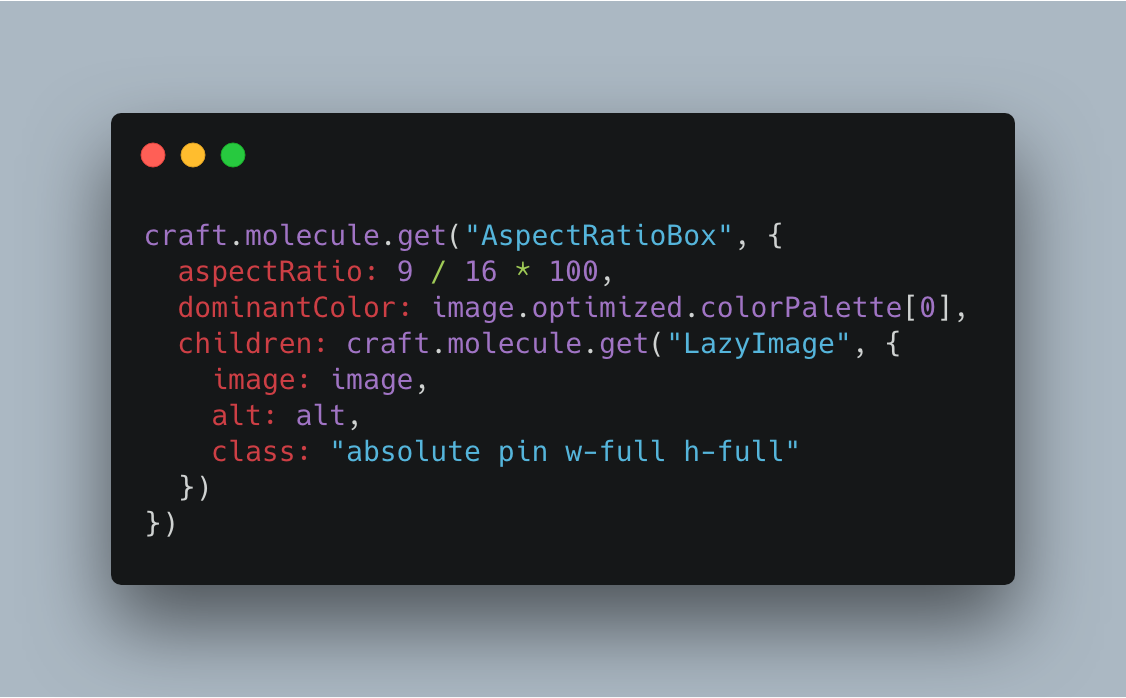 craft.molecule.get("AspectRatioBox", {
  aspectRatio: 9 / 16 * 100,
  dominantColor: image.optimized.colorPalette[0],
  children: craft.molecule.get("LazyImage", {
    image: image,
    alt: alt,
    class: "absolute pin w-full h-full"
  })
})